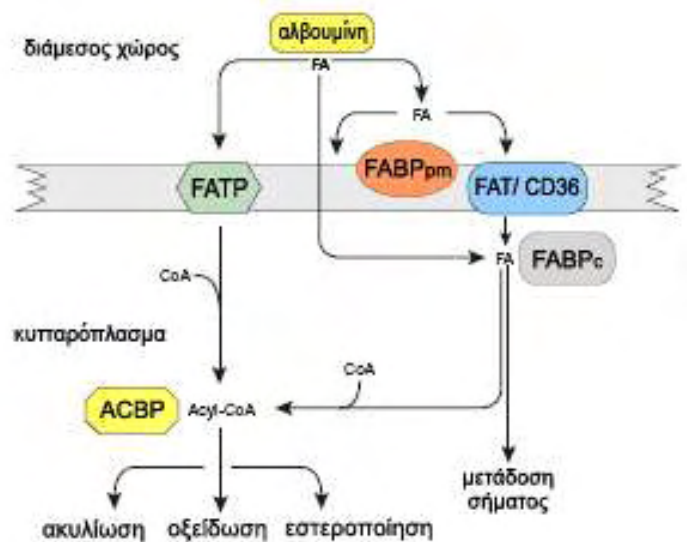 διάμεσος χώρος
αλβουμίνη
FA
FA
FATP
FABPpm
FAT/ CD36
FA
FABPc
CoA
κυτταρόπλασμα
CoA
ACBP
Acyl-CoA
μετάδοση
σήματος
ακυλίωση
οξείδωση
εστεροποίηση